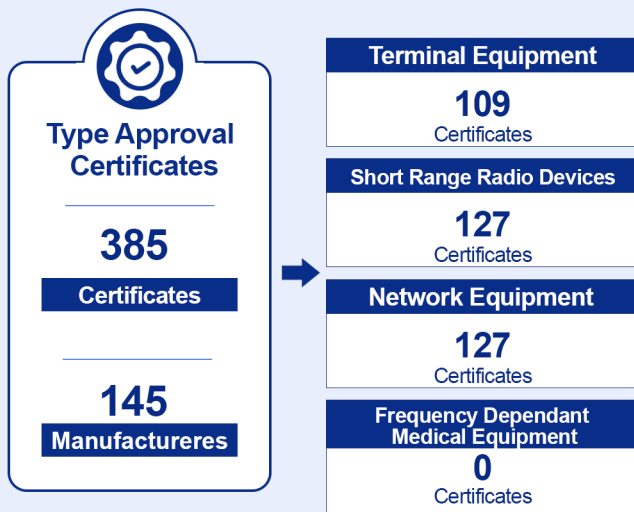 Type Approval
Certificates
385
Certificates
145
Manufactureres
Terminal Equipment
109
Certificates
Short Range Radio Devices
127
Certificates
Network Equipment
127
Certificates
Frequency Dependant
Medical Equipment
0
Certificates